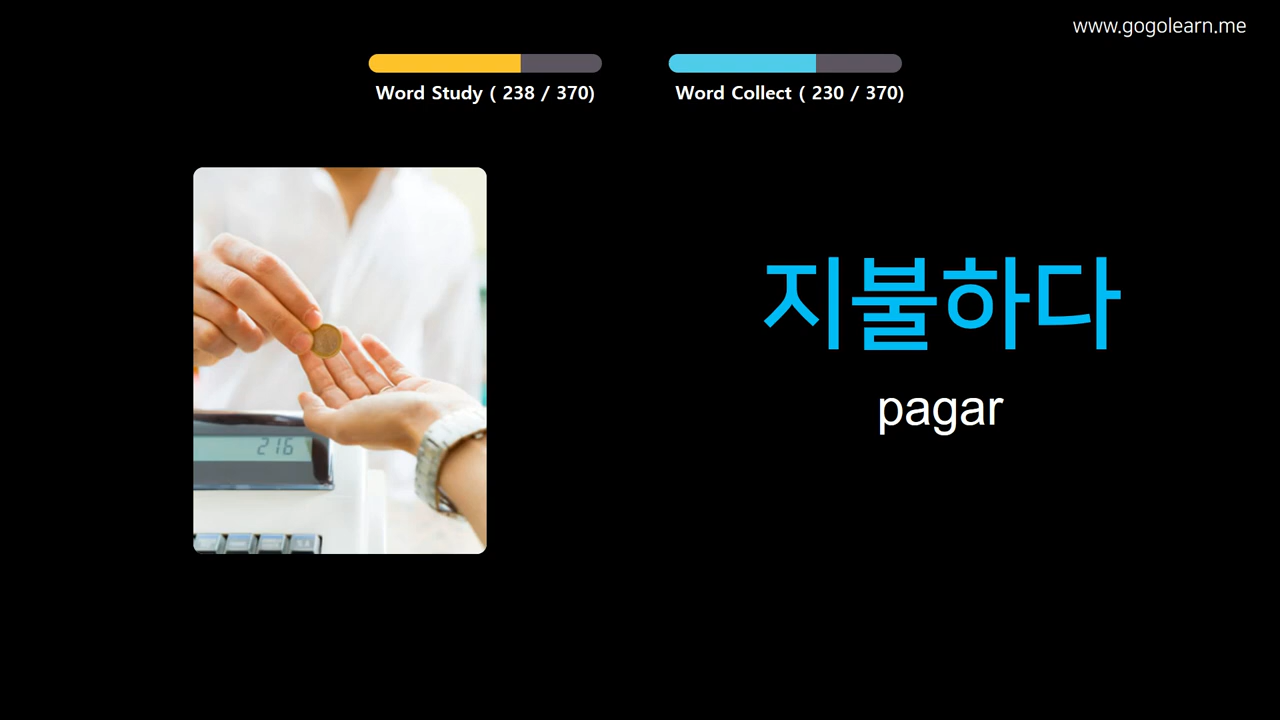 www.gogolearn.me
Word Study ( 238 / 370)
Word Collect ( 230 / 370)
지불하다
pagar
216